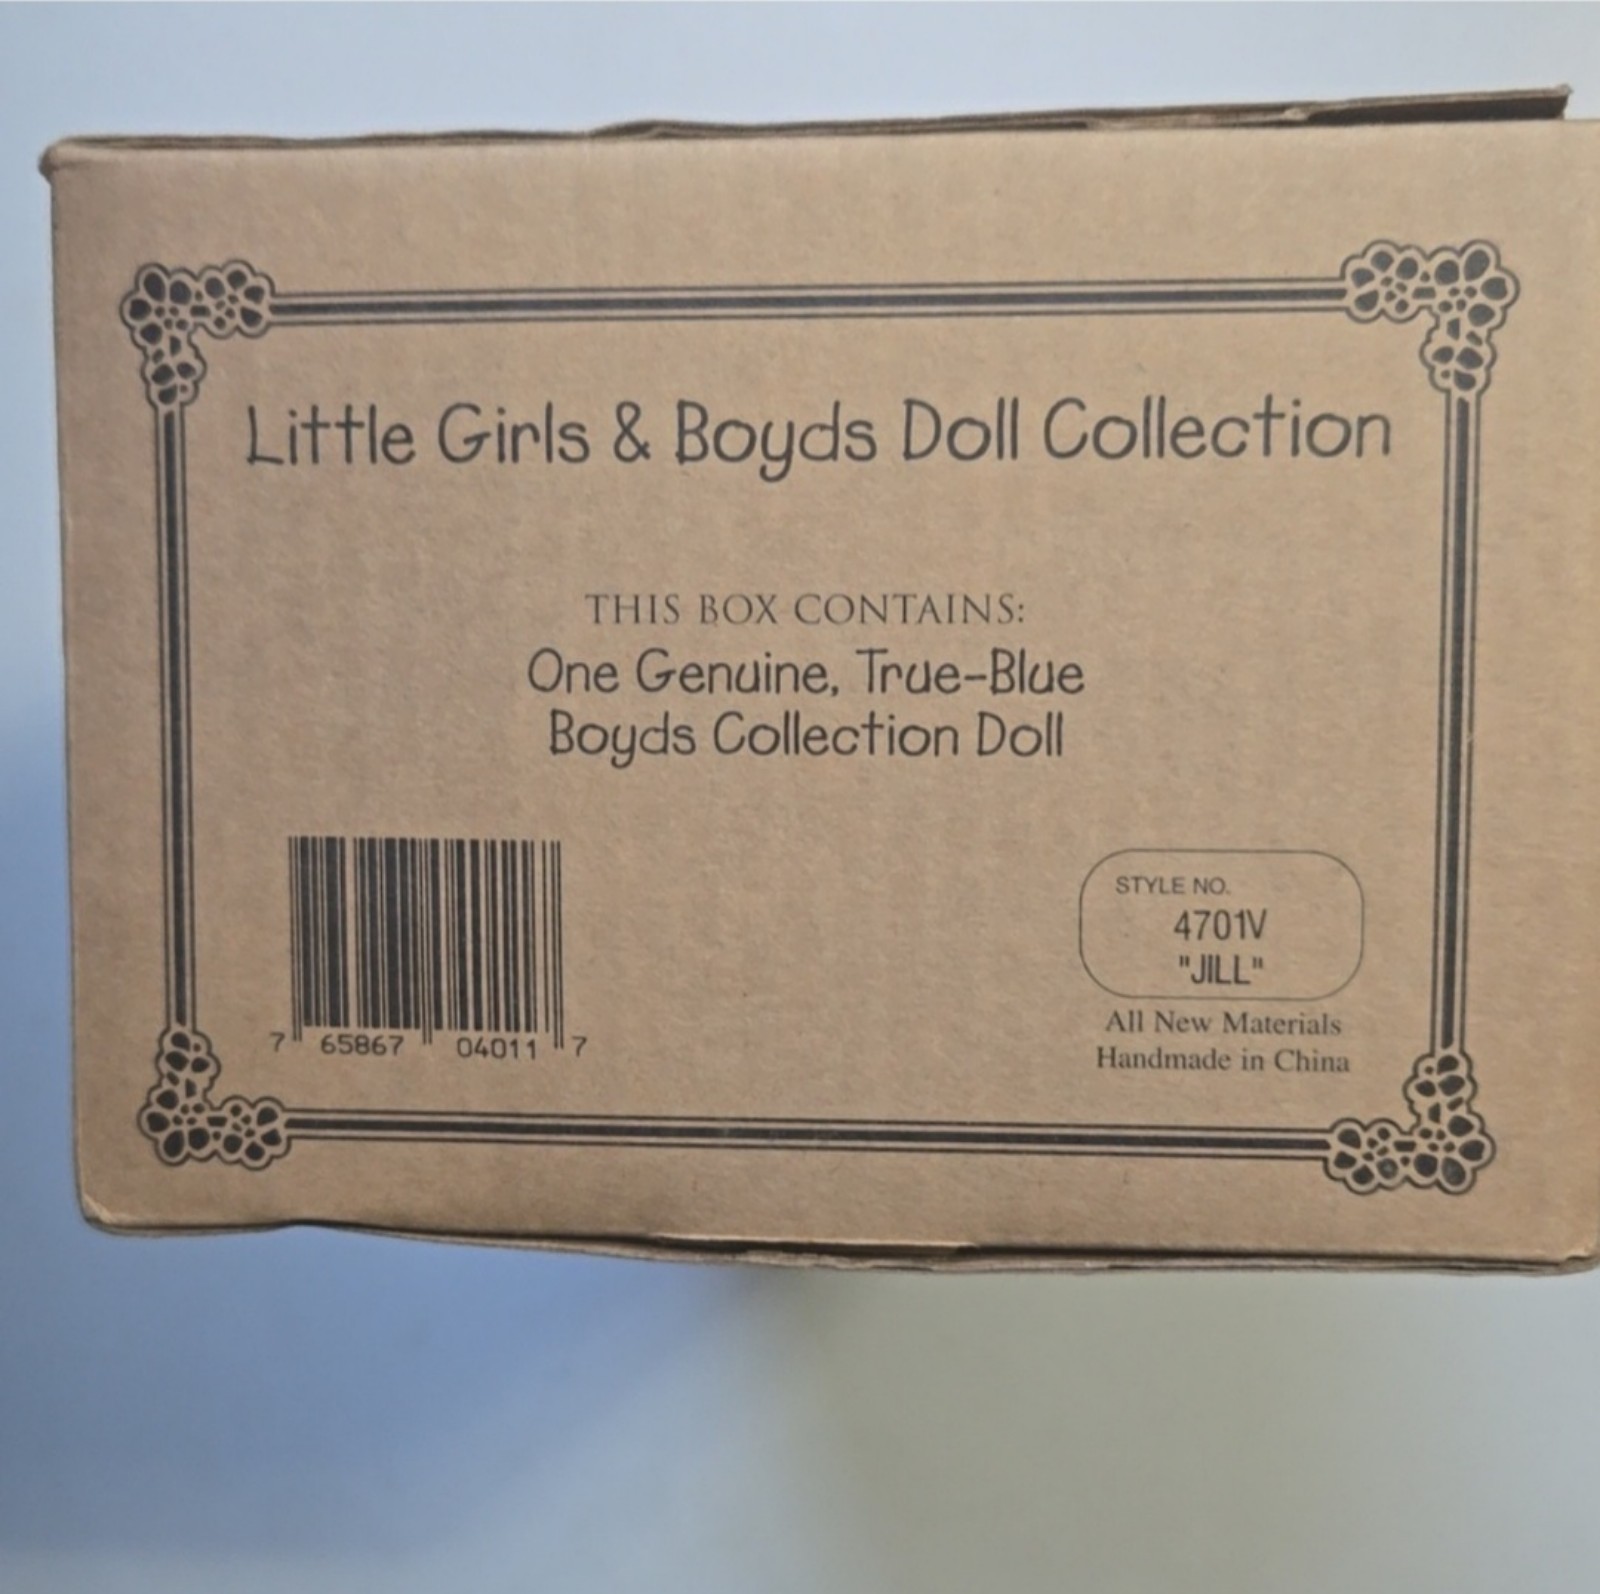 Little Girls & Boyds Doll Collection
THIS BOX CONTAINS:
One Genuine, True-Blue
Boyds Collection Doll
7 65867 04011 7
STYLE NO.
4701V
"JILL"
All New Materials
Handmade in China